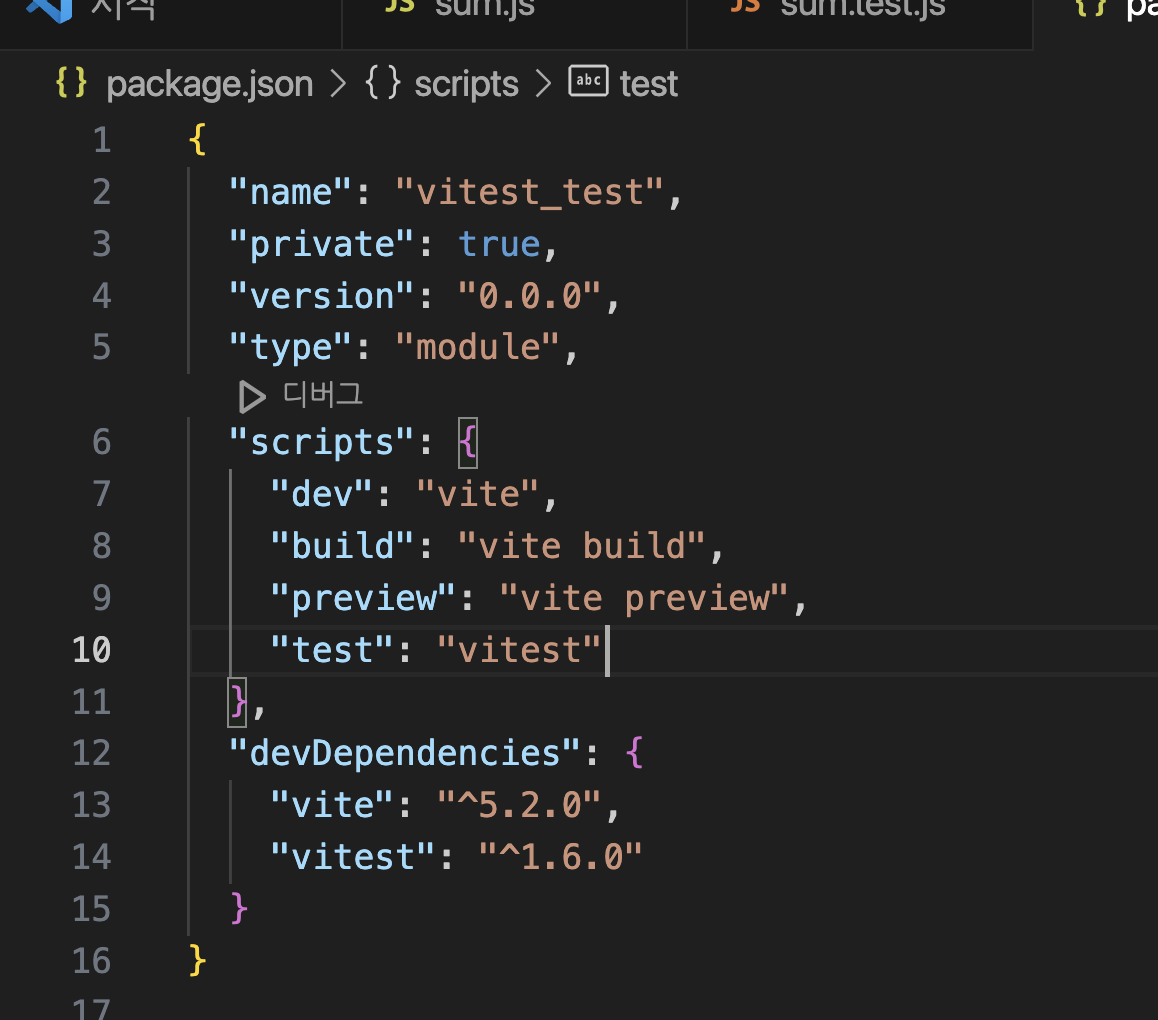 시작 JS sum.js JS sum.test.js {} pa
{} package.json > {} scripts > abc test
1 {
2 "name": "vitest_test",
3 "private": true,
4 "version": "0.0.0",
5 "type": "module",
디버그
6 "scripts": {
7 "dev": "vite",
8 "build": "vite build",
9 "preview": "vite preview",
10 "test": "vitest"
11 },
12 "devDependencies": {
13 "vite": "^5.2.0",
14 "vitest": "^1.6.0"
15 }
16 }
17